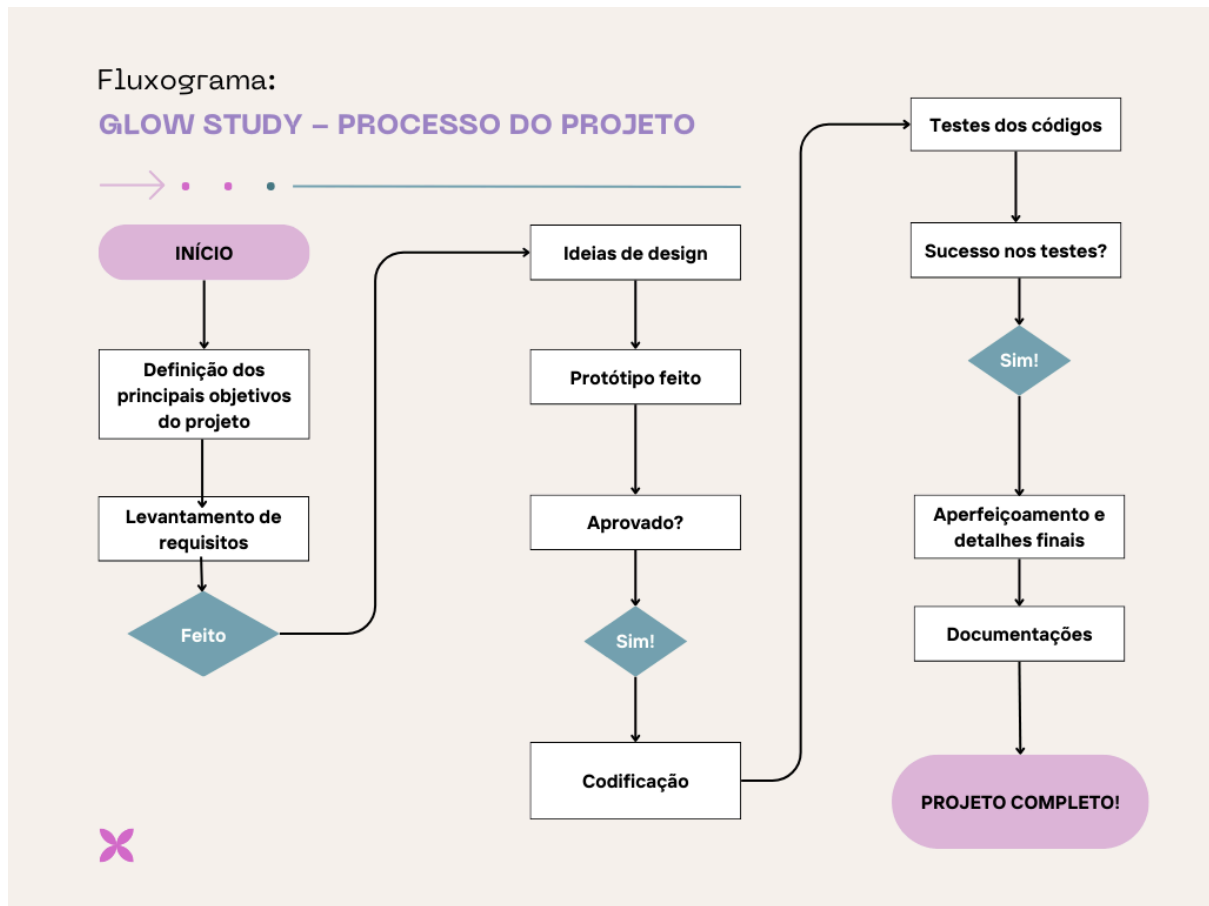 Fluxograma:
GLOW STUDY – PROCESSO DO PROJETO
INÍCIO
Definição dos
principais objetivos
do projeto
Levantamento de
requisitos
Feito
Ideias de design
Protótipo feito
Aprovado?
Sim!
Codificação
Testes dos códigos
Sucesso nos testes?
Sim!
Aperfeiçoamento e
detalhes finais
Documentações
PROJETO COMPLETO!